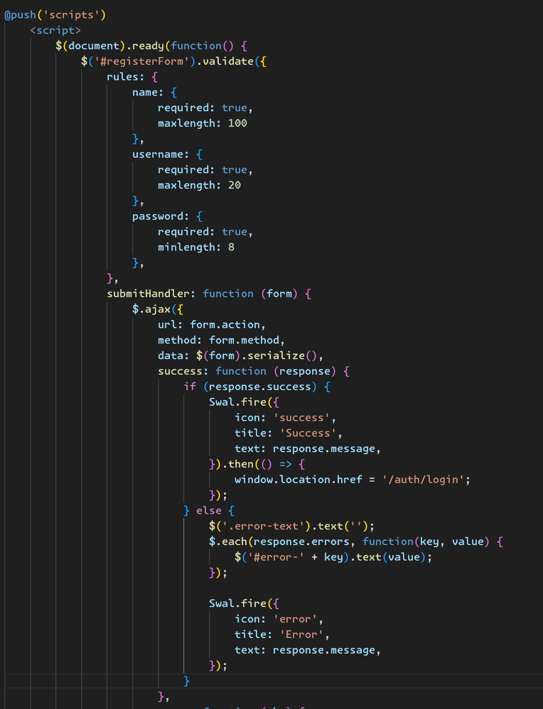 @push('scripts')
<script>
$(document).ready(function() {
$('#registerForm').validate({
rules: {
name: {
required: true,
maxlength: 100
},
username: {
required: true,
maxlength: 20
},
password: {
required: true,
minlength: 8
},
},
submitHandler: function (form) {
$.ajax({
url: form.action,
method: form.method,
data: $(form).serialize(),
success: function (response) {
if (response.success) {
Swal.fire({
icon: 'success',
title: 'Success',
text: response.message,
}).then(() => {
window.location.href = '/auth/login';
});
} else {
$('.error-text').text('');
$.each(response.errors, function(key, value) {
$('#error-' + key).text(value);
});
Swal.fire({
icon: 'error',
title: 'Error',
text: response.message,
});
}
},